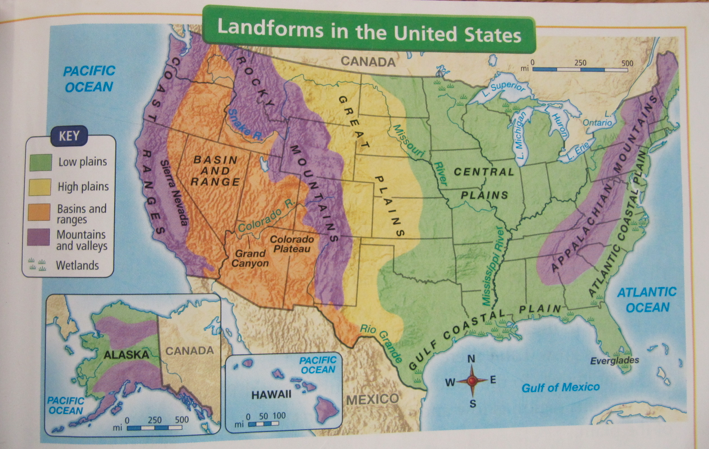 Landforms in the United States
CANADA
mi 0 250 500
PACIFIC
OCEAN
COAST RANGES
ROCKY MOUNTAINS
GREAT PLAINS
Snake R.
Missouri River
L. Superior
L. Michigan
L. Huron
L. Ontario
L. Erie
KEY
Low plains
High plains
Basins and
ranges
Mountains
and valleys
Wetlands
BASIN
AND
RANGE
Sierra Nevada
CENTRAL
PLAINS
APPALACHIAN MOUNTAINS
ATLANTIC COASTAL PLAIN
Colorado R.
Colorado
Plateau
Grand
Canyon
Mississippi River
ATLANTIC
OCEAN
GULF COASTAL PLAIN
Rio Grande
Everglades
Gulf of Mexico
MEXICO
N
W E
S
ALASKA
CANADA
PACIFIC
OCEAN
mi 0 250 500
PACIFIC
OCEAN
HAWAII
0 50 100
mi